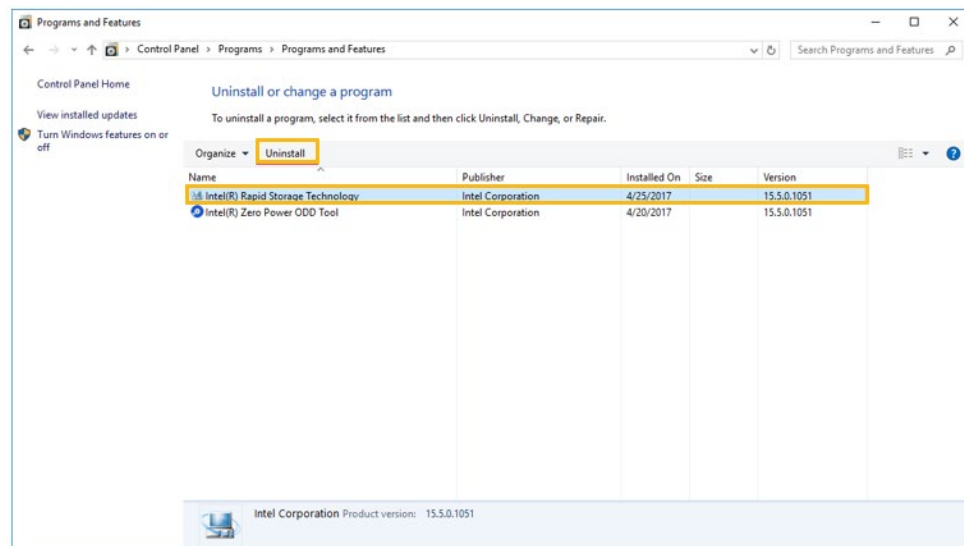 Programs and Features
Control Panel > Programs > Programs and Features
Search Programs and Features
Control Panel Home
View installed updates
Turn Windows features on or
off
Uninstall or change a program
To uninstall a program, select it from the list and then click Uninstall, Change, or Repair.
Organize Uninstall
Name Publisher Installed On Size Version
Intel(R) Rapid Storage Technology Intel Corporation 4/25/2017 15.5.0.1051
Intel(R) Zero Power ODD Tool Intel Corporation 4/20/2017 15.5.0.1051
Intel Corporation Product version: 15.5.0.1051